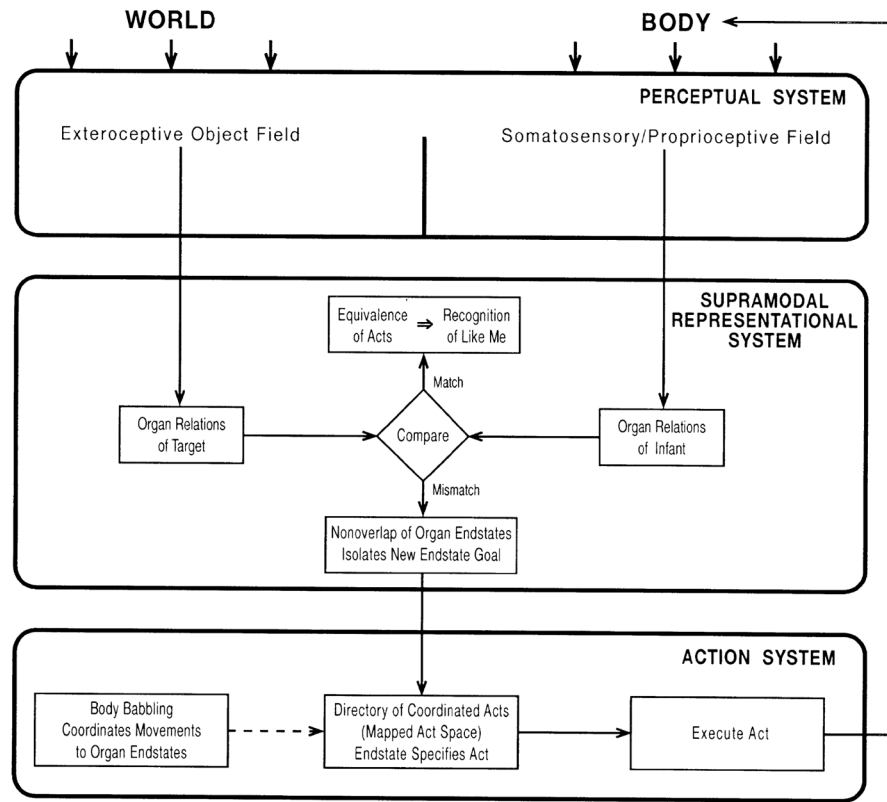 WORLD
BODY
PERCEPTUAL SYSTEM
Exteroceptive Object Field
Somatosensory/Proprioceptive Field
SUPRAMODAL
REPRESENTATIONAL
SYSTEM
Equivalence ⇒ Recognition
of Acts of Like Me
Match
Organ Relations
of Target
Compare
Organ Relations
of Infant
Mismatch
Nonoverlap of Organ Endstates
Isolates New Endstate Goal
ACTION SYSTEM
Body Babbling
Coordinates Movements
to Organ Endstates
Directory of Coordinated Acts
(Mapped Act Space)
Endstate Specifies Act
Execute Act